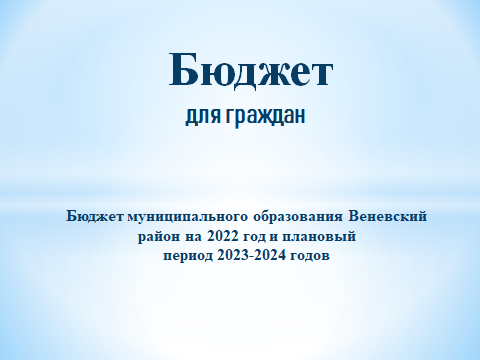 Бюджет
для граждан
Бюджет муниципального образования Веневский
район на 2022 год и плановый
период 2023-2024 годов